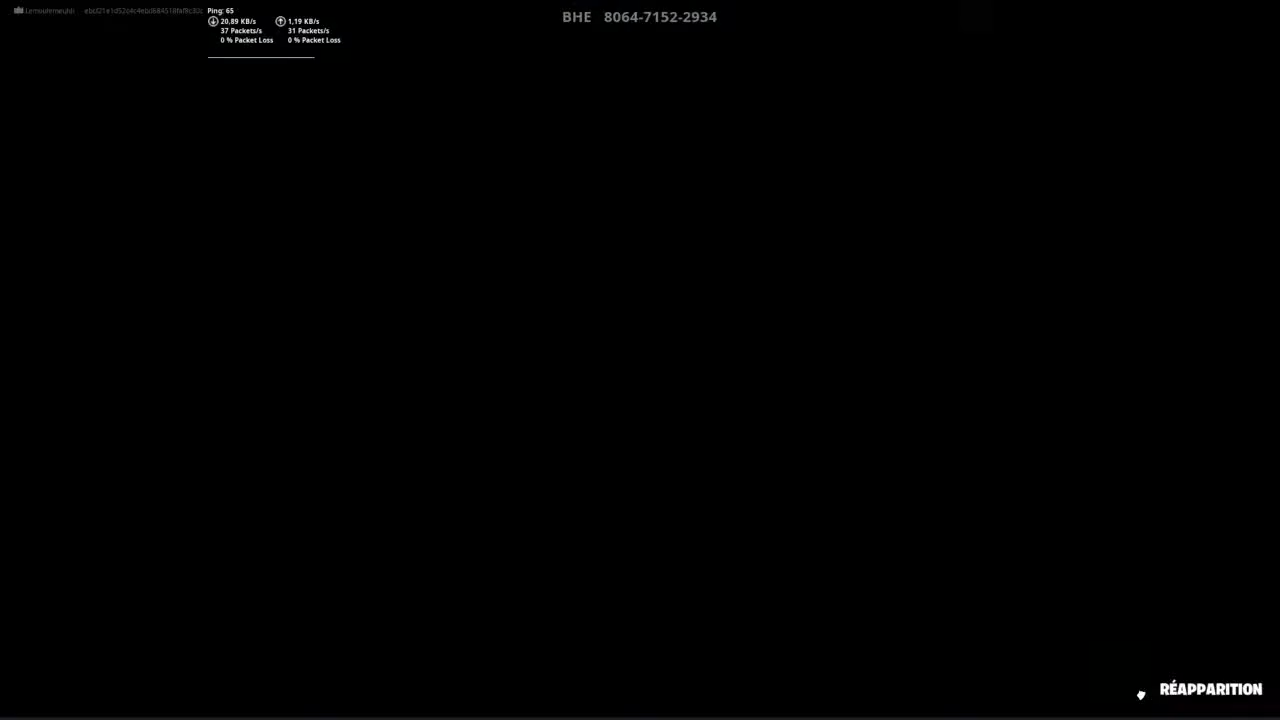 Ping: 65
20,89 KB/s 1,19 KB/s
37 Packets/s 31 Packets/s
0 % Packet Loss 0 % Packet Loss
BHE 8064-7152-2934
RÉAPPARITION